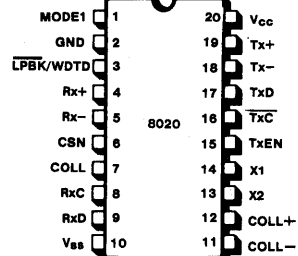 MODE1 1 20 Vcc
GND 2 19 Tx+
L̅P̅B̅K̅/WDTD 3 18 Tx−
Rx+ 4 17 TxD
Rx− 5 16 T̅x̅C̅
8020
CSN 6 15 TxEN
COLL 7 14 X1
RxC 8 13 X2
RxD 9 12 COLL+
Vss 10 11 COLL−